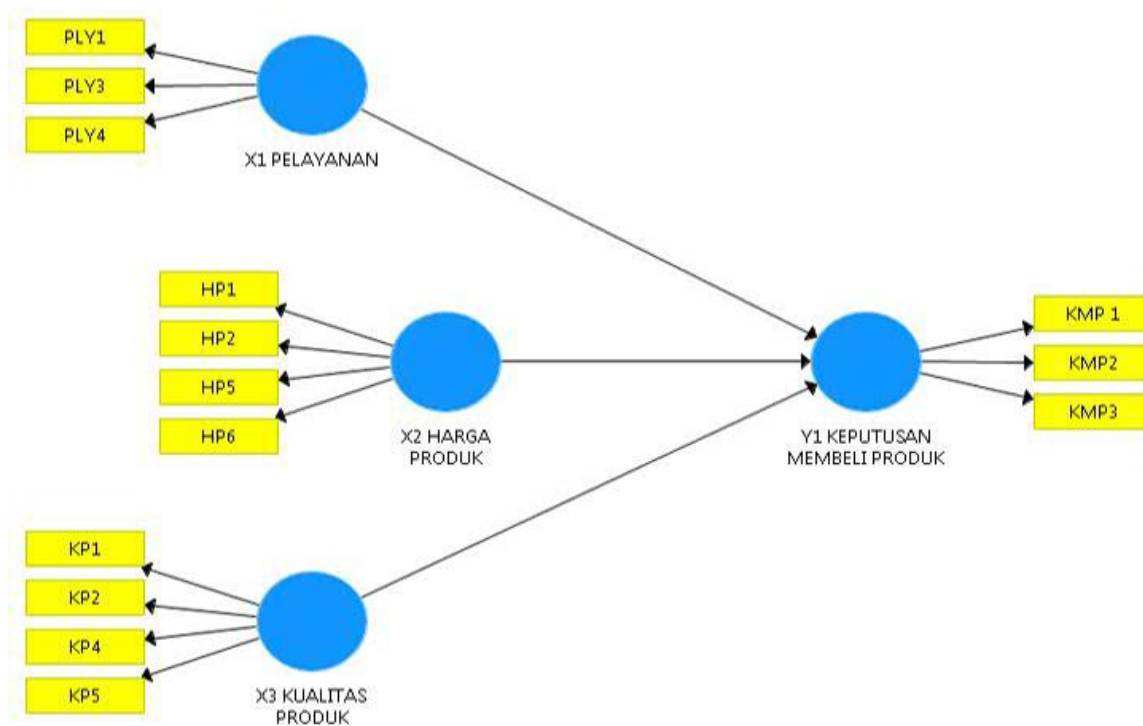 PLY1
PLY3
PLY4
X1 PELAYANAN
HP1
HP2
HP5
HP6
X2 HARGA
PRODUK
KMP 1
KMP2
KMP3
Y1 KEPUTUSAN
MEMBELI PRODUK
KP1
KP2
KP4
KP5
X3 KUALITAS
PRODUK